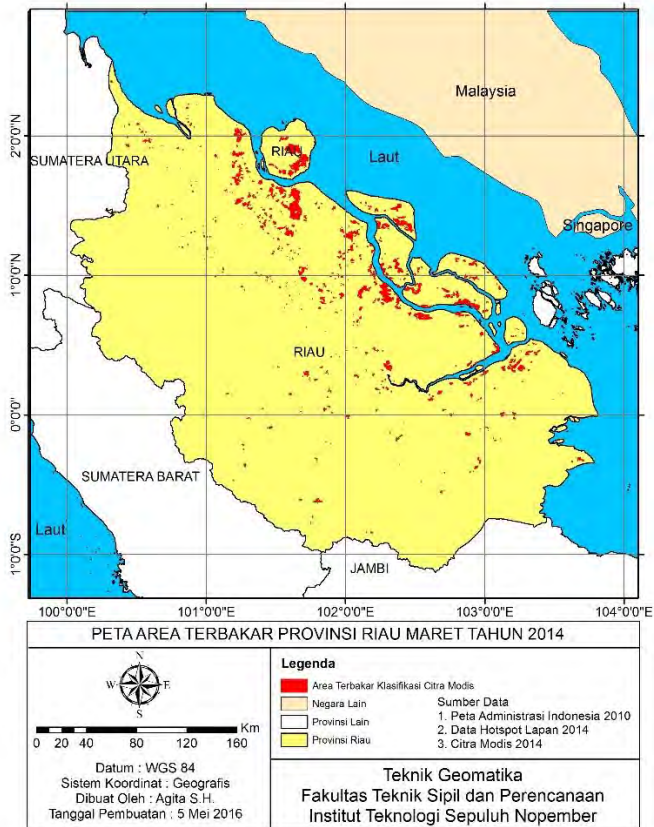 Malaysia
2°0'0"N
SUMATERA UTARA
RIAU
Laut
Singapore
1°0'0"N
RIAU
0°0'0"
SUMATERA BARAT
Laut
1°0'0"S
JAMBI
100°0'0"E 101°0'0"E 102°0'0"E 103°0'0"E 104°0'0"E
PETA AREA TERBAKAR PROVINSI RIAU MARET TAHUN 2014
N
W E
S
Km
0 20 40 80 120 160
Datum : WGS 84
Sistem Koordinat : Geografis
Dibuat Oleh : Agita S.H.
Tanggal Pembuatan : 5 Mei 2016
Legenda
Area Terbakar Klasifikasi Citra Modis
Negara Lain
Provinsi Lain
Provinsi Riau
Sumber Data
1. Peta Administrasi Indonesia 2010
2. Data Hotspot Lapan 2014
3. Citra Modis 2014
Teknik Geomatika
Fakultas Teknik Sipil dan Perencanaan
Institut Teknologi Sepuluh Nopember